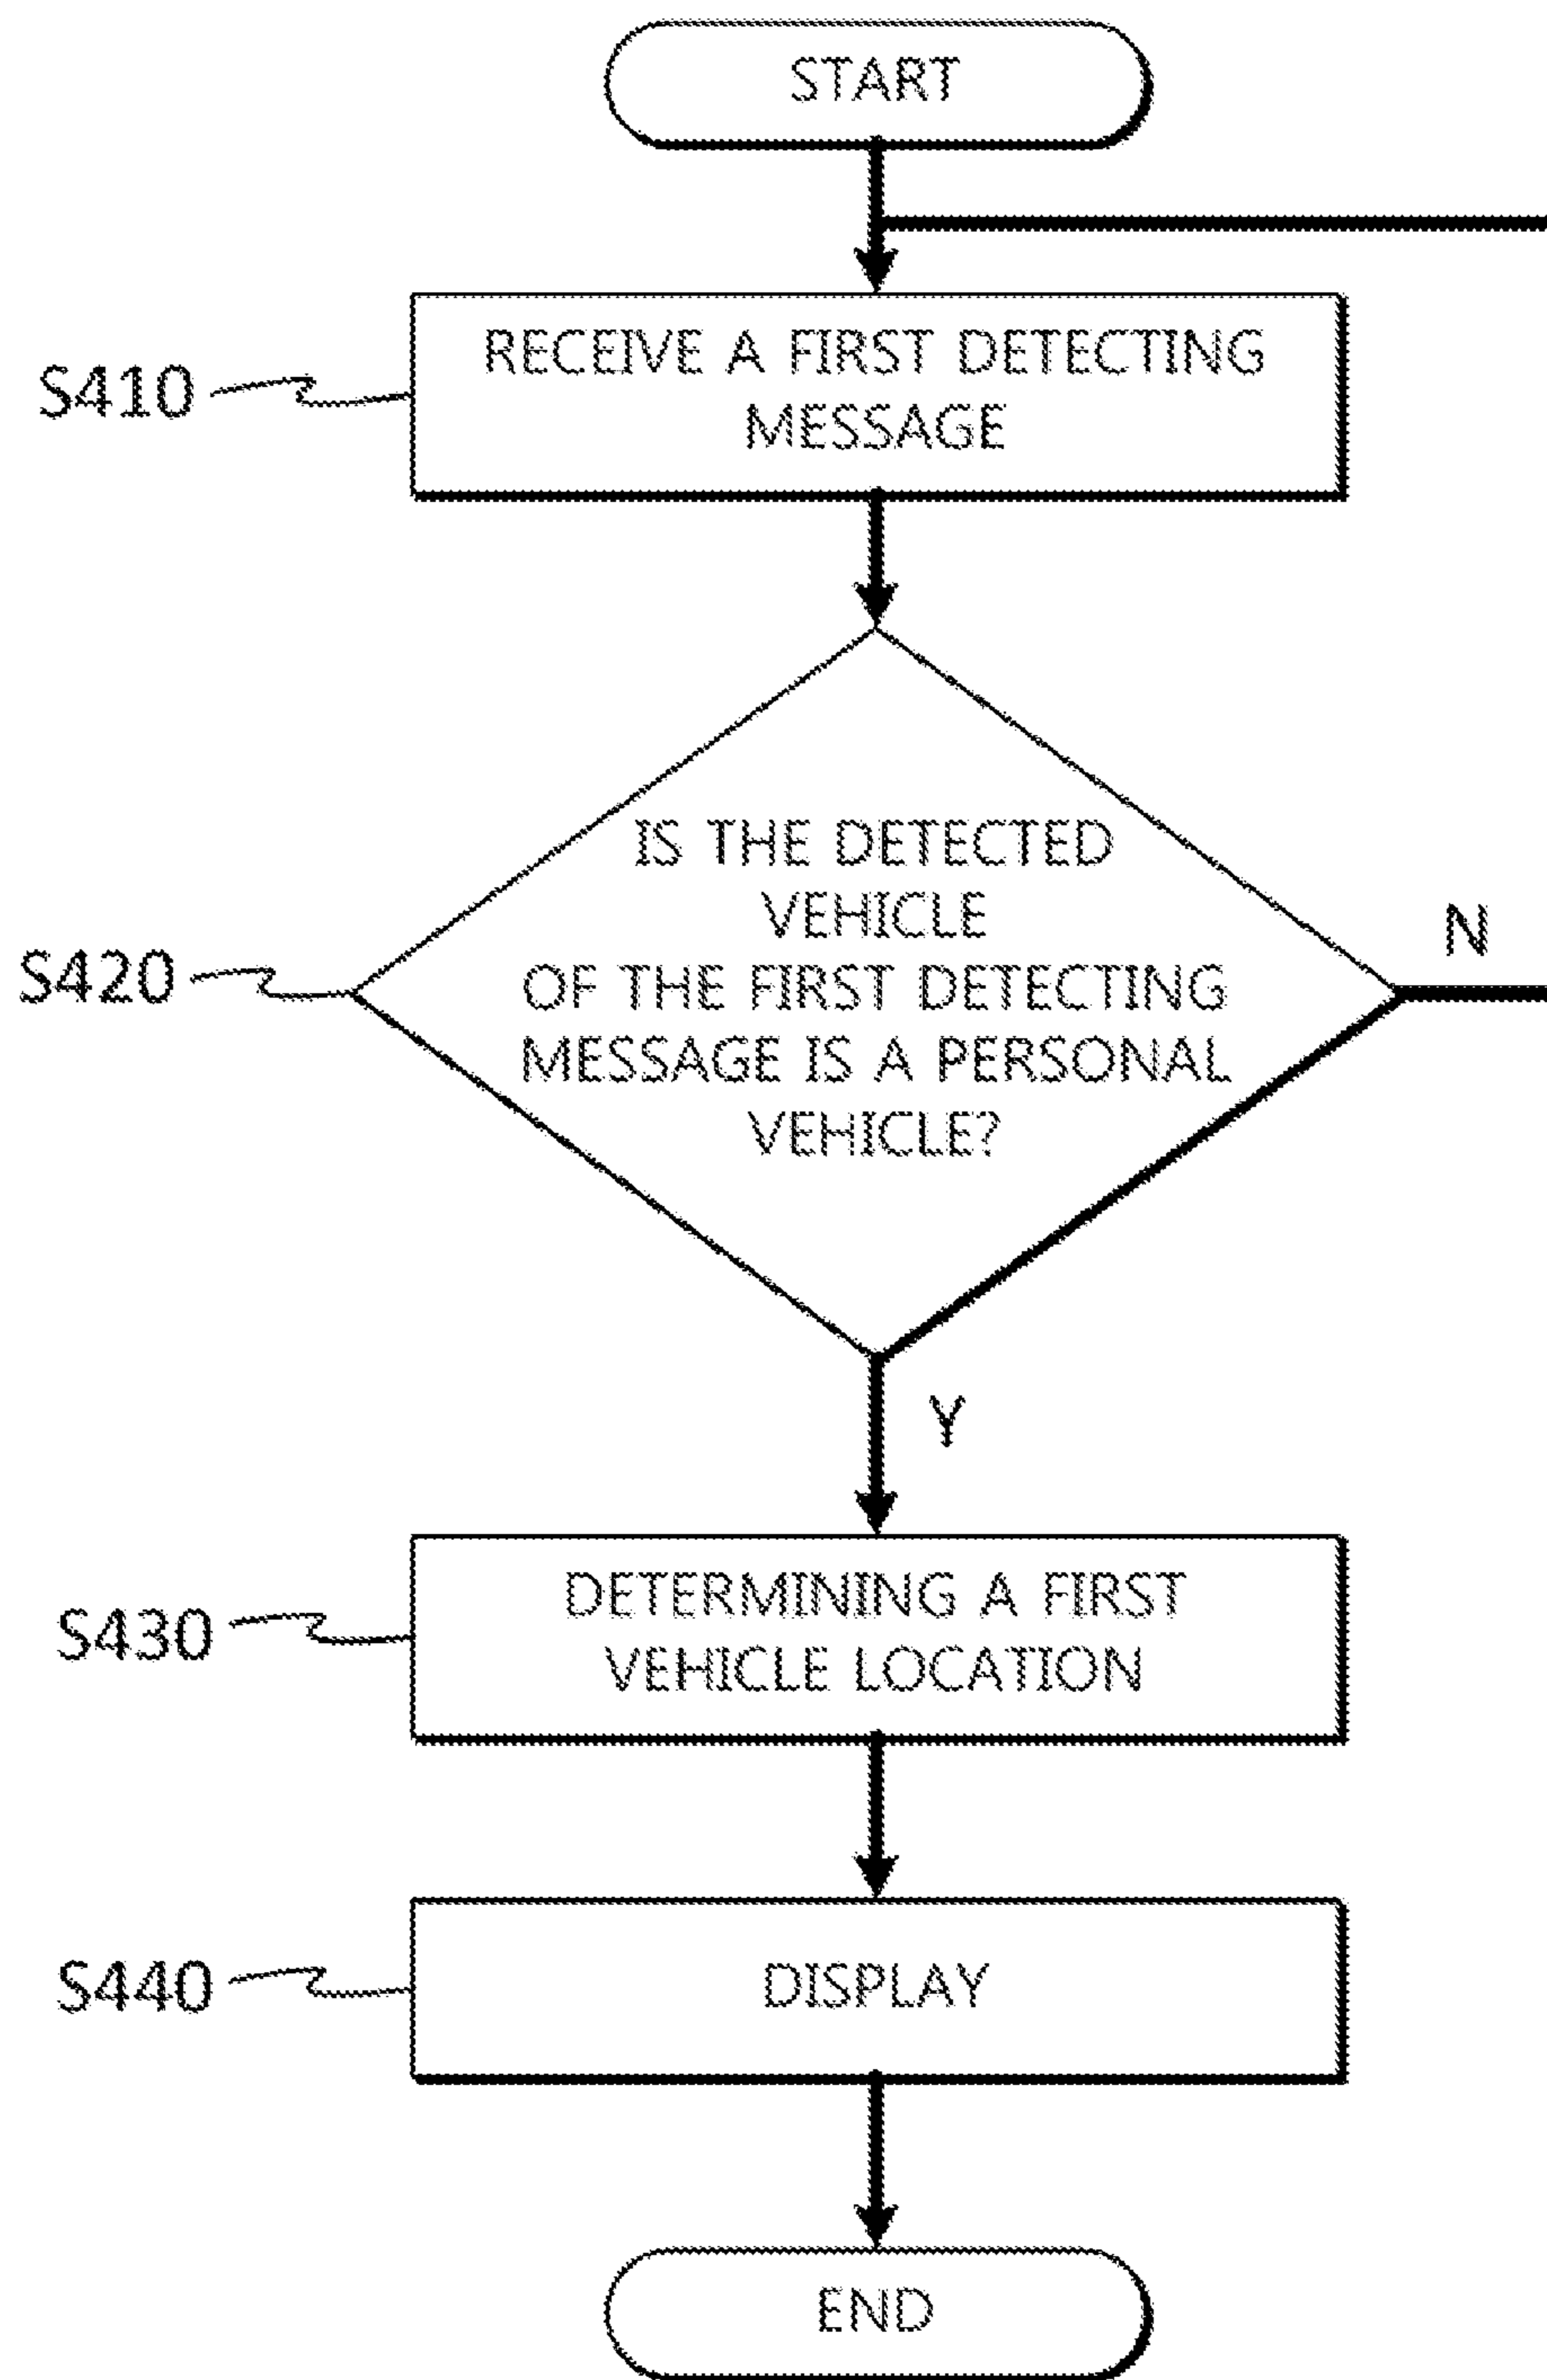 START
RECEIVE A FIRST DETECTING
MESSAGE
S410
IS THE DETECTED
VEHICLE
OF THE FIRST DETECTING
MESSAGE IS A PERSONAL
VEHICLE?
S420
N
Y
DETERMINING A FIRST
VEHICLE LOCATION
S430
DISPLAY
S440
END